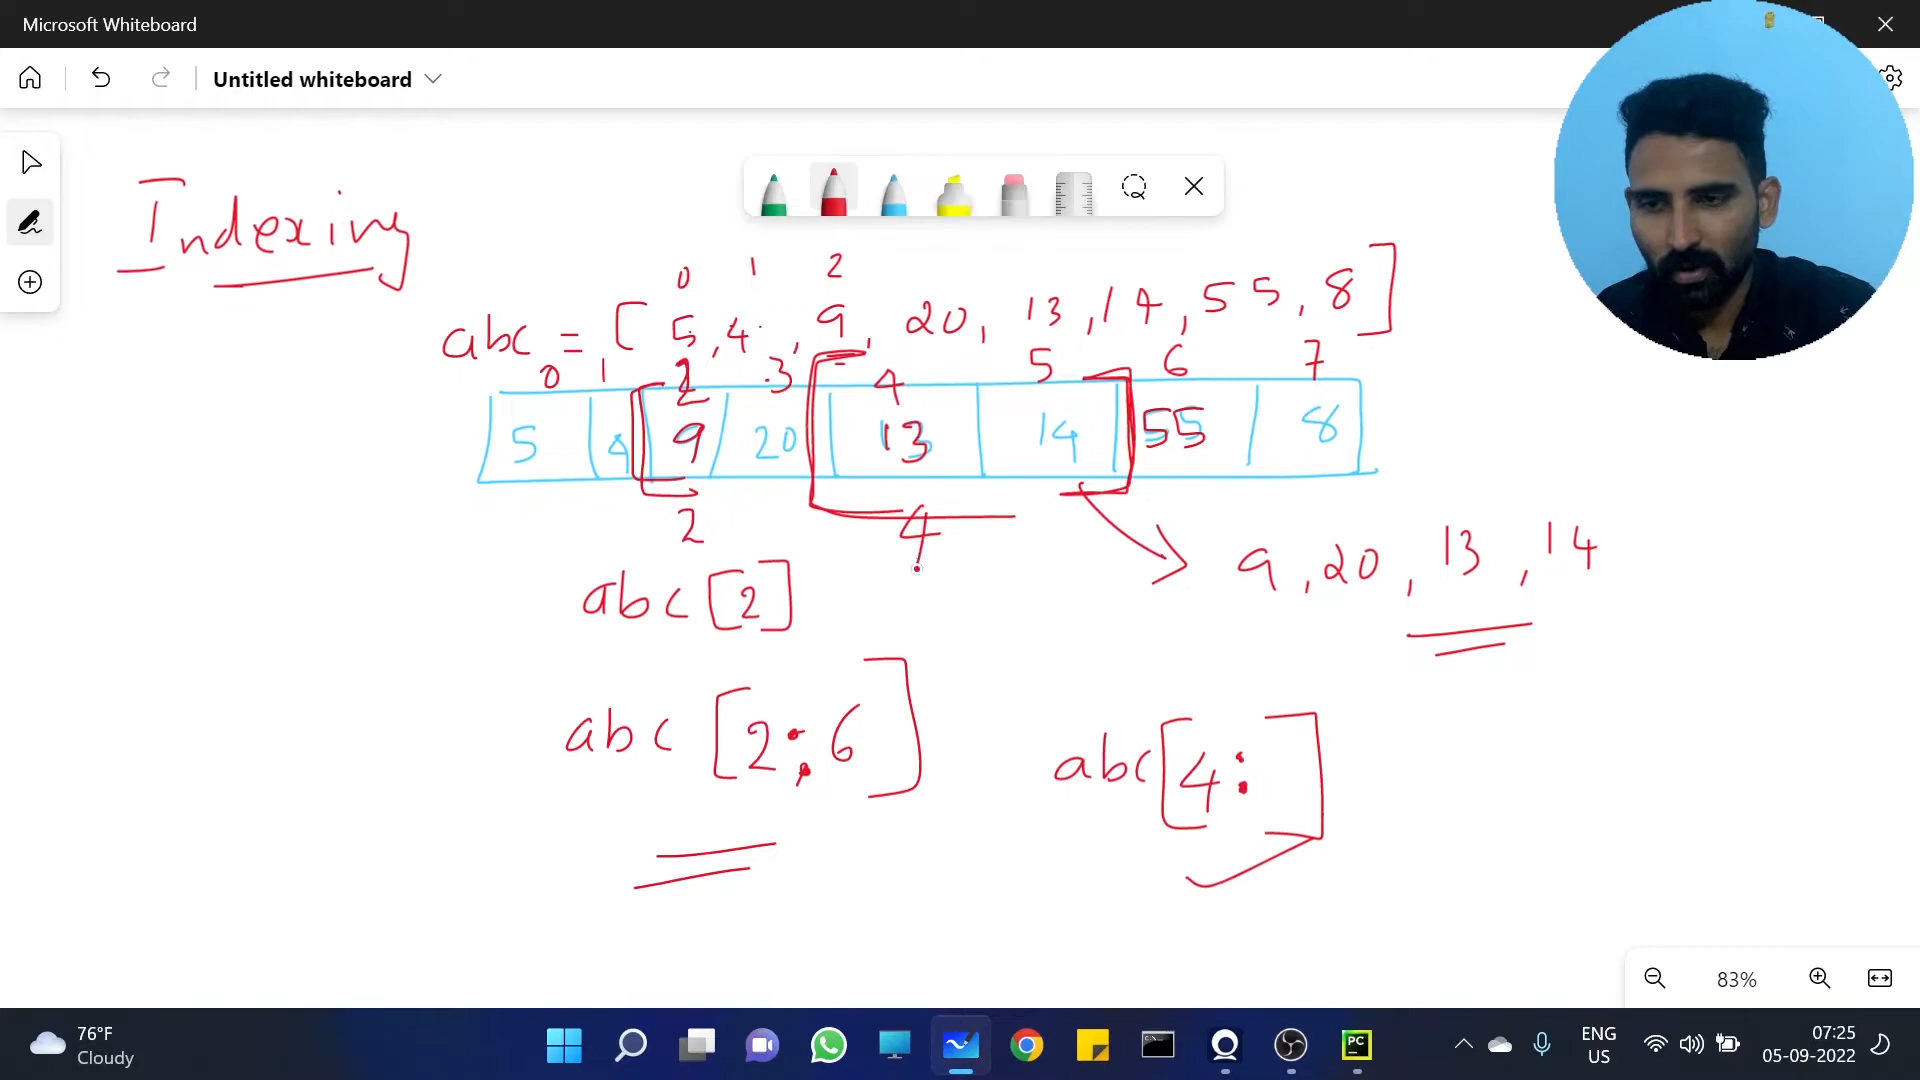 Microsoft Whiteboard
Untitled whiteboard
Indexing
0 1 2
abc = [5, 4, 9, 20, 13, 14, 55, 8]
0 1 2 3 4 5 6 7
5 4 9 20 13 14 55 8
2 4
9, 20, 13, 14
abc [2]
abc [2:6]
abc [4: ]
83%
76°F
Cloudy
PC
ENG
US
07:25
05-09-2022